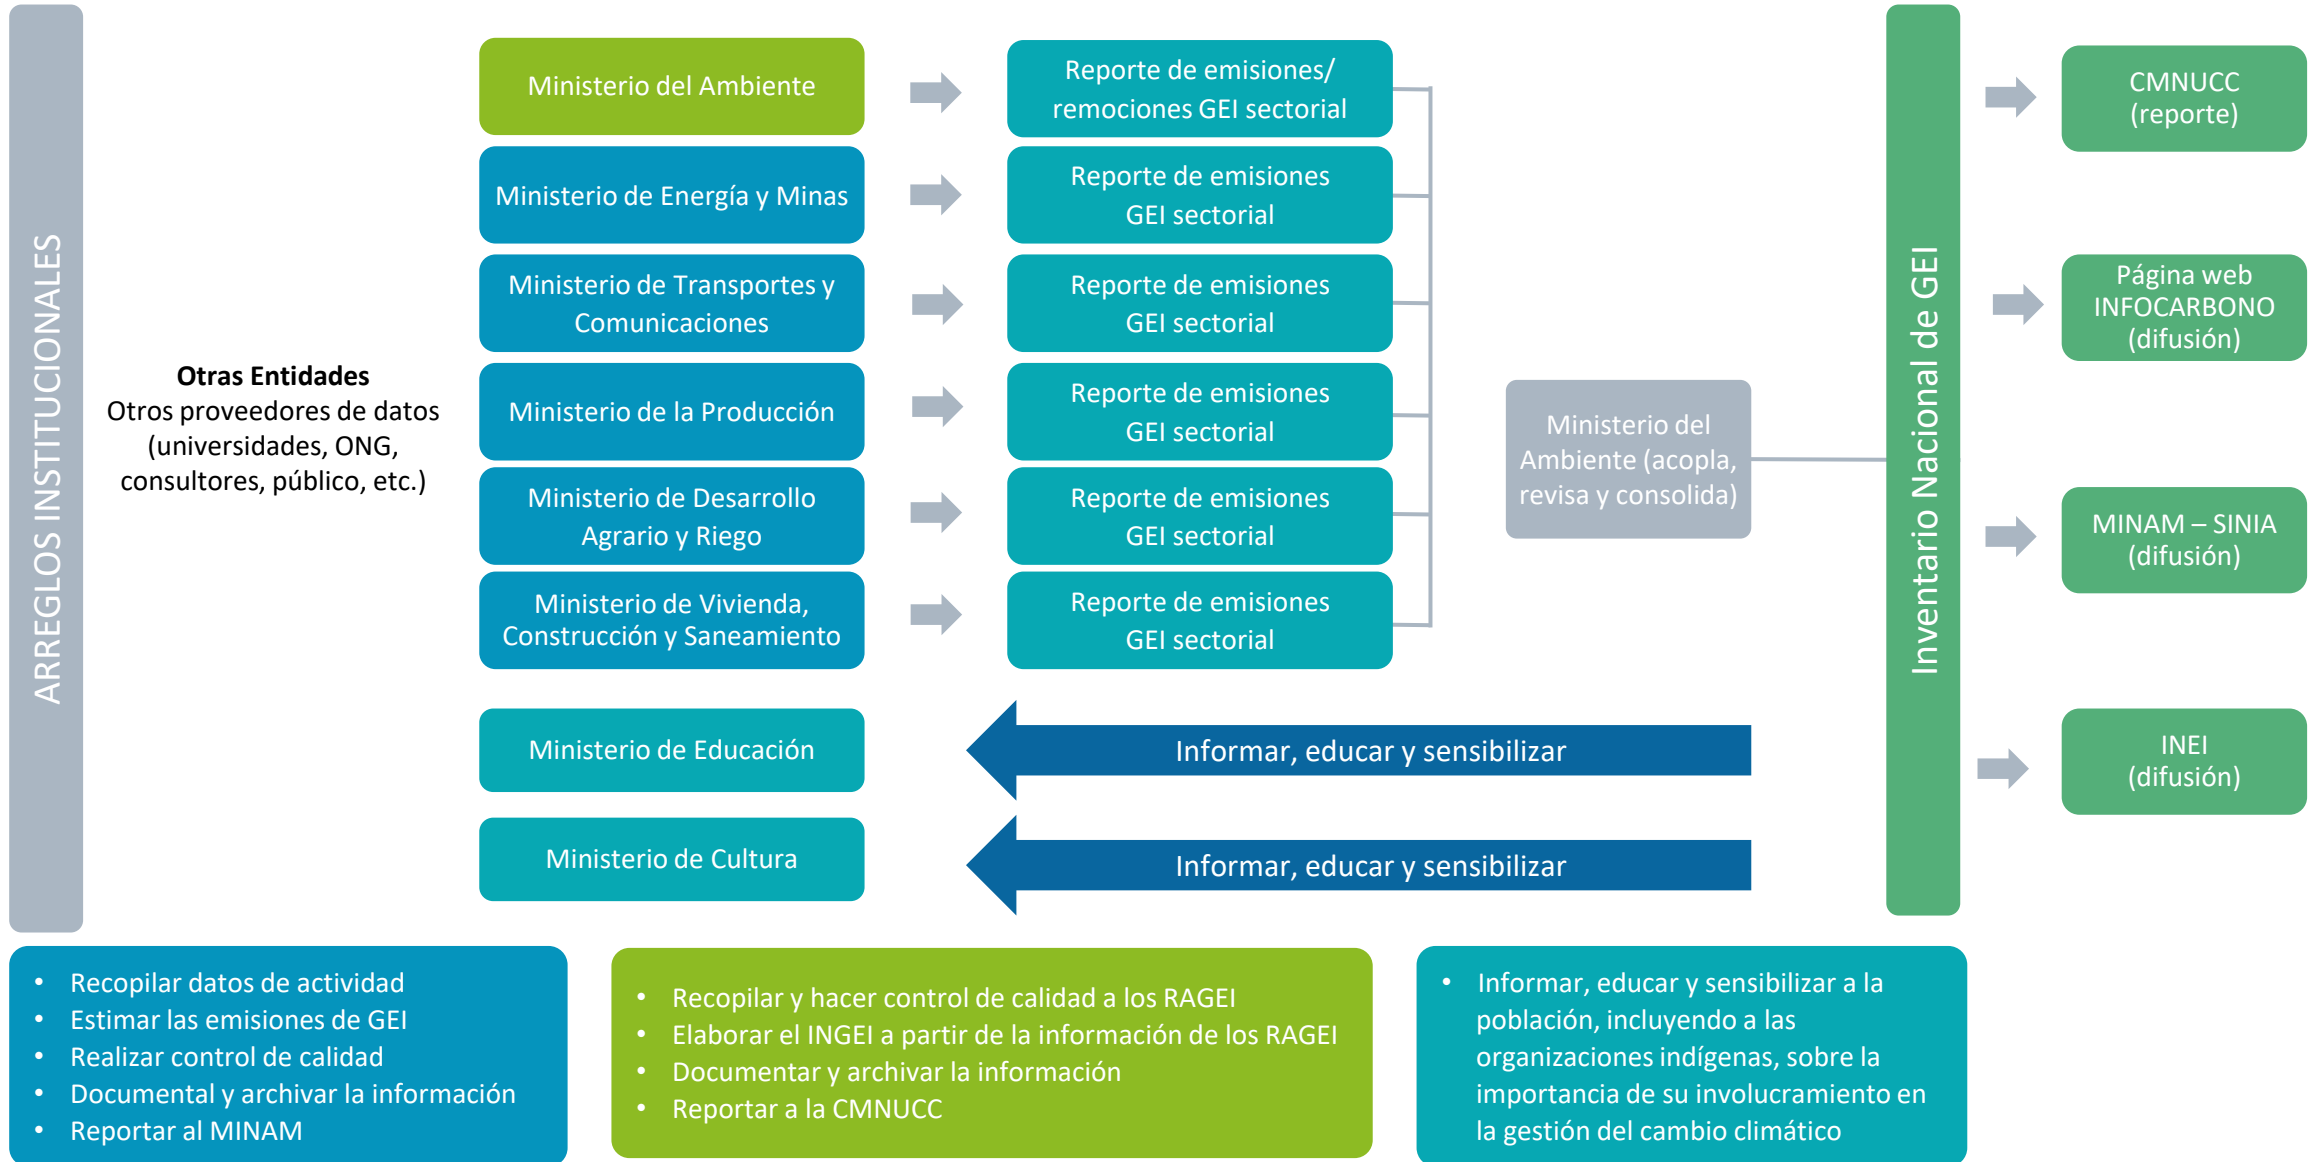 ARREGLOS INSTITUCIONALES
Otras Entidades
Otros proveedores de datos
(universidades, ONG,
consultores, público, etc.)
Ministerio del Ambiente
Reporte de emisiones/
remociones GEI sectorial
Ministerio de Energía y Minas
Reporte de emisiones
GEI sectorial
Ministerio de Transportes y
Comunicaciones
Reporte de emisiones
GEI sectorial
Ministerio de la Producción
Reporte de emisiones
GEI sectorial
Ministerio de Desarrollo
Agrario y Riego
Reporte de emisiones
GEI sectorial
Ministerio de Vivienda,
Construcción y Saneamiento
Reporte de emisiones
GEI sectorial
Ministerio de Educación
Informar, educar y sensibilizar
Ministerio de Cultura
Informar, educar y sensibilizar
Ministerio del
Ambiente (acopla,
revisa y consolida)
Inventario Nacional de GEI
CMNUCC
(reporte)
Página web
INFOCARBONO
(difusión)
MINAM – SINIA
(difusión)
INEI
(difusión)
• Recopilar datos de actividad
• Estimar las emisiones de GEI
• Realizar control de calidad
• Documental y archivar la información
• Reportar al MINAM
• Recopilar y hacer control de calidad a los RAGEI
• Elaborar el INGEI a partir de la información de los RAGEI
• Documentar y archivar la información
• Reportar a la CMNUCC
• Informar, educar y sensibilizar a la
población, incluyendo a las
organizaciones indígenas, sobre la
importancia de su involucramiento en
la gestión del cambio climático